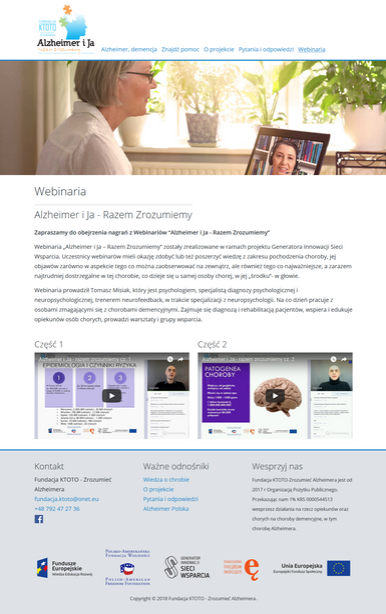 FUNDACJA
KTOTO
Alzheimer i Ja
Alzheimer, demencja Znajdź pomoc O projekcie Pytania i odpowiedzi Webinaria
Webinaria
Alzheimer i Ja - Razem Zrozumiemy
Zapraszamy do obejrzenia nagrań z Webinariów "Alzheimer i Ja - Razem Zrozumiemy"
Webinaria „Alzheimer i Ja – Razem Zrozumiemy" zostały zrealizowane w ramach projektu Generatora Innowacji Sieci
Wsparcia. Uczestnicy webinarów mieli okazję zdobyć lub też poszerzyć wiedzę z zakresu pochodzenia choroby, jej
objawów zarówno w aspekcie tego co można zaobserwować na zewnątrz, ale również tego co najważniejsze, a zarazem
najtrudniej dostrzegalne w tej chorobie, co dzieje się u samej osoby chorej, w jej „środku"- w głowie.
Webinaria prowadził Tomasz Misiak, który jest psychologiem, specjalistą diagnozy psychologicznej i
neuropsychologicznej, trenerem neurofeedback, w trakcie specjalizacji z neuropsychologii. Na co dzień pracuje z
osobami zmagającymi się z chorobami demencyjnymi. Zajmuje się diagnozą i rehabilitacją pacjentów, wspiera i edukuje
opiekunów osób chorych, prowadzi warsztaty i grupy wsparcia.
Część 1 Część 2
Alzheimer i Ja - razem zrozumiemy cz. 1
EPIDEMIOLOGIA I CZYNNIKI RYZYKA
1 2 3
Alzheimer i Ja - razem zrozumiemy cz. 2
PATOGENEZA
CHOROBY
Kontakt
Fundacja KTOTO - Zrozumieć
Alzheimera
fundacja.ktoto@onet.eu
+48 792 47 27 36
Ważne odnośniki
Wiedza o chorobie
O projekcie
Pytania i odpowiedzi
Alzheimer Polska
Wesprzyj nas
Fundacja KTOTO-Zrozumieć Alzheimera jest od
2011 r Organizacją Pożytku Publicznego.
Przekazując nam 1% KRS 0000544513
wesprzesz działania na rzecz opiekunów oraz
chorych na choroby demencyjne, w tym
chorobę Alzheimera.
Fundusze
Europejskie
Wiedza Edukacja Rozwój
Polsko-Amerykańska
Fundacja Wolności
Polish-American
Freedom Foundation
GENERATOR
INNOWACJI
SIECI
WSPARCIA
Unia Europejska
Europejski Fundusz Społeczny
Copyright © 2018 Fundacja KTOTO - Zrozumieć Alzheimera.